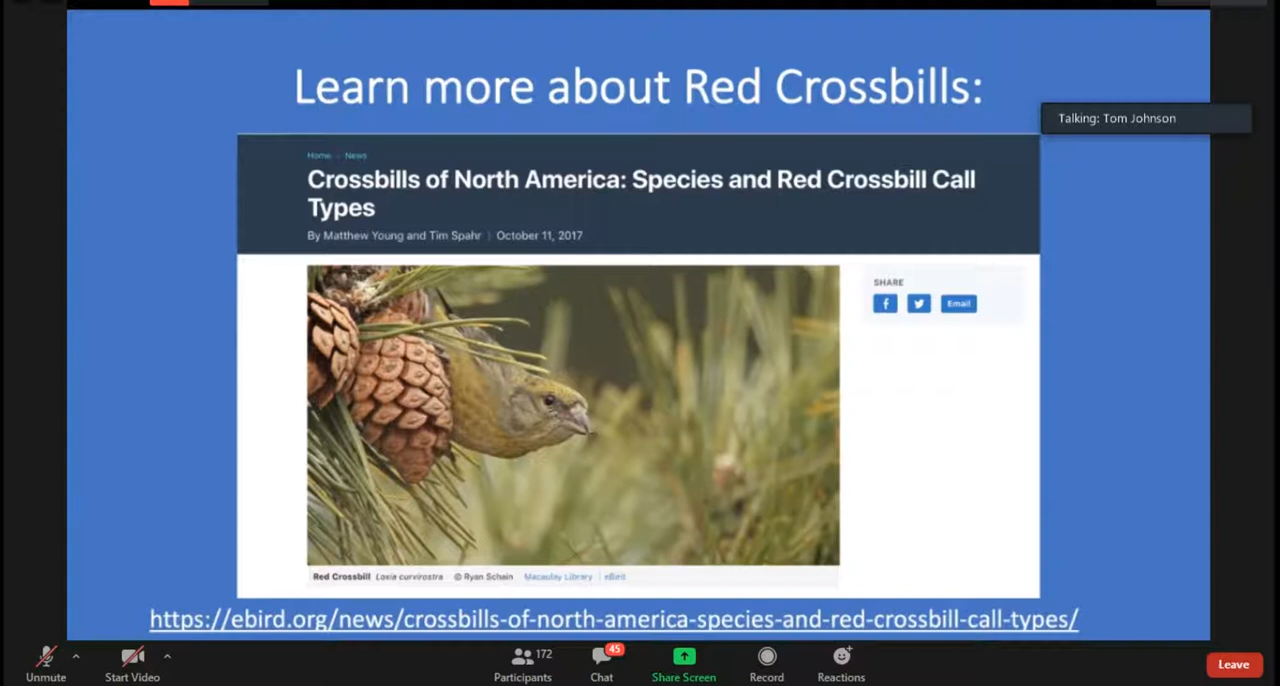 Learn more about Red Crossbills:
Talking: Tom Johnson
Home News
Crossbills of North America: Species and Red Crossbill Call
Types
By Matthew Young and Tim Spahr | October 11, 2017
SHARE
Email
Red Crossbill Loxia curvirostra © Ryan Schain Macaulay Library | eBird
https://ebird.org/news/crossbills-of-north-america-species-and-red-crossbill-call-types/
172
45
Unmute Start Video Participants Chat Share Screen Record Reactions Leave